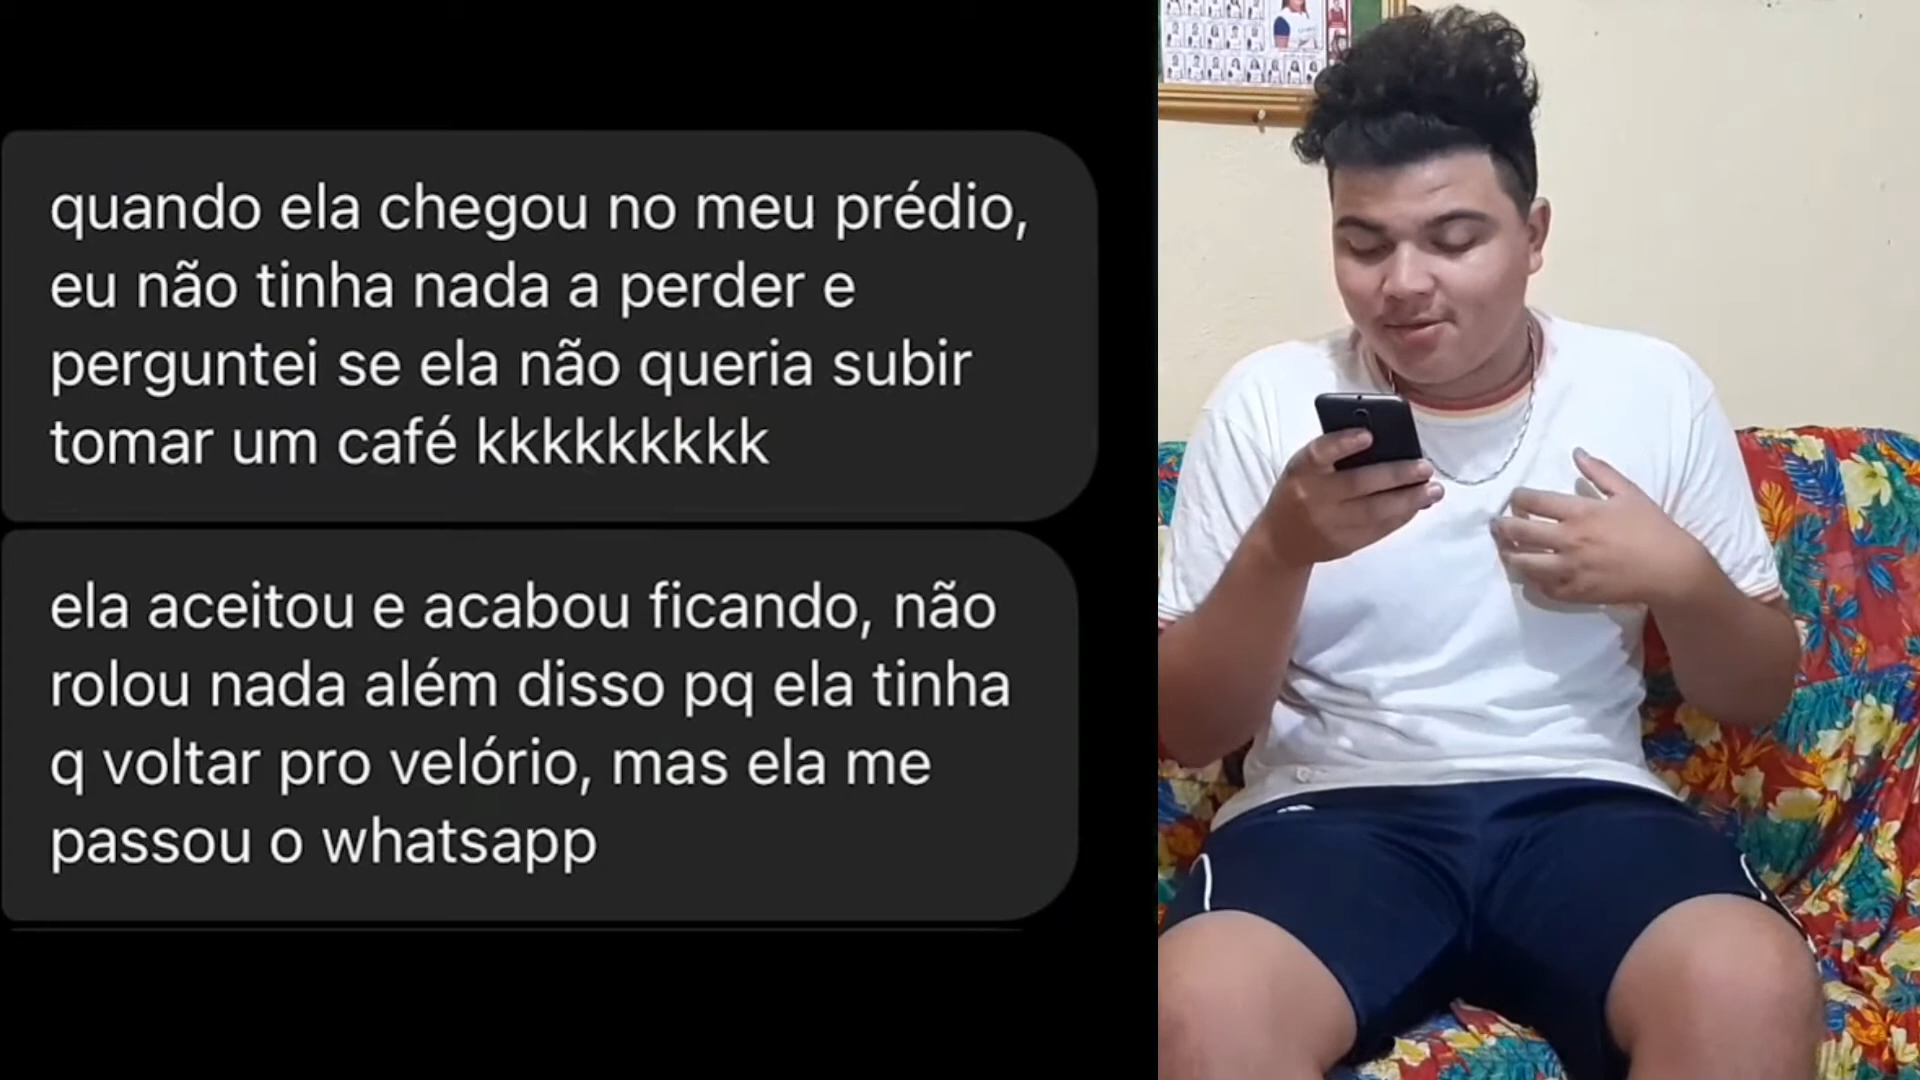 quando ela chegou no meu prédio,
eu não tinha nada a perder e
perguntei se ela não queria subir
tomar um café kkkkkkkkk
ela aceitou e acabou ficando, não
rolou nada além disso pq ela tinha
q voltar pro velório, mas ela me
passou o whatsapp